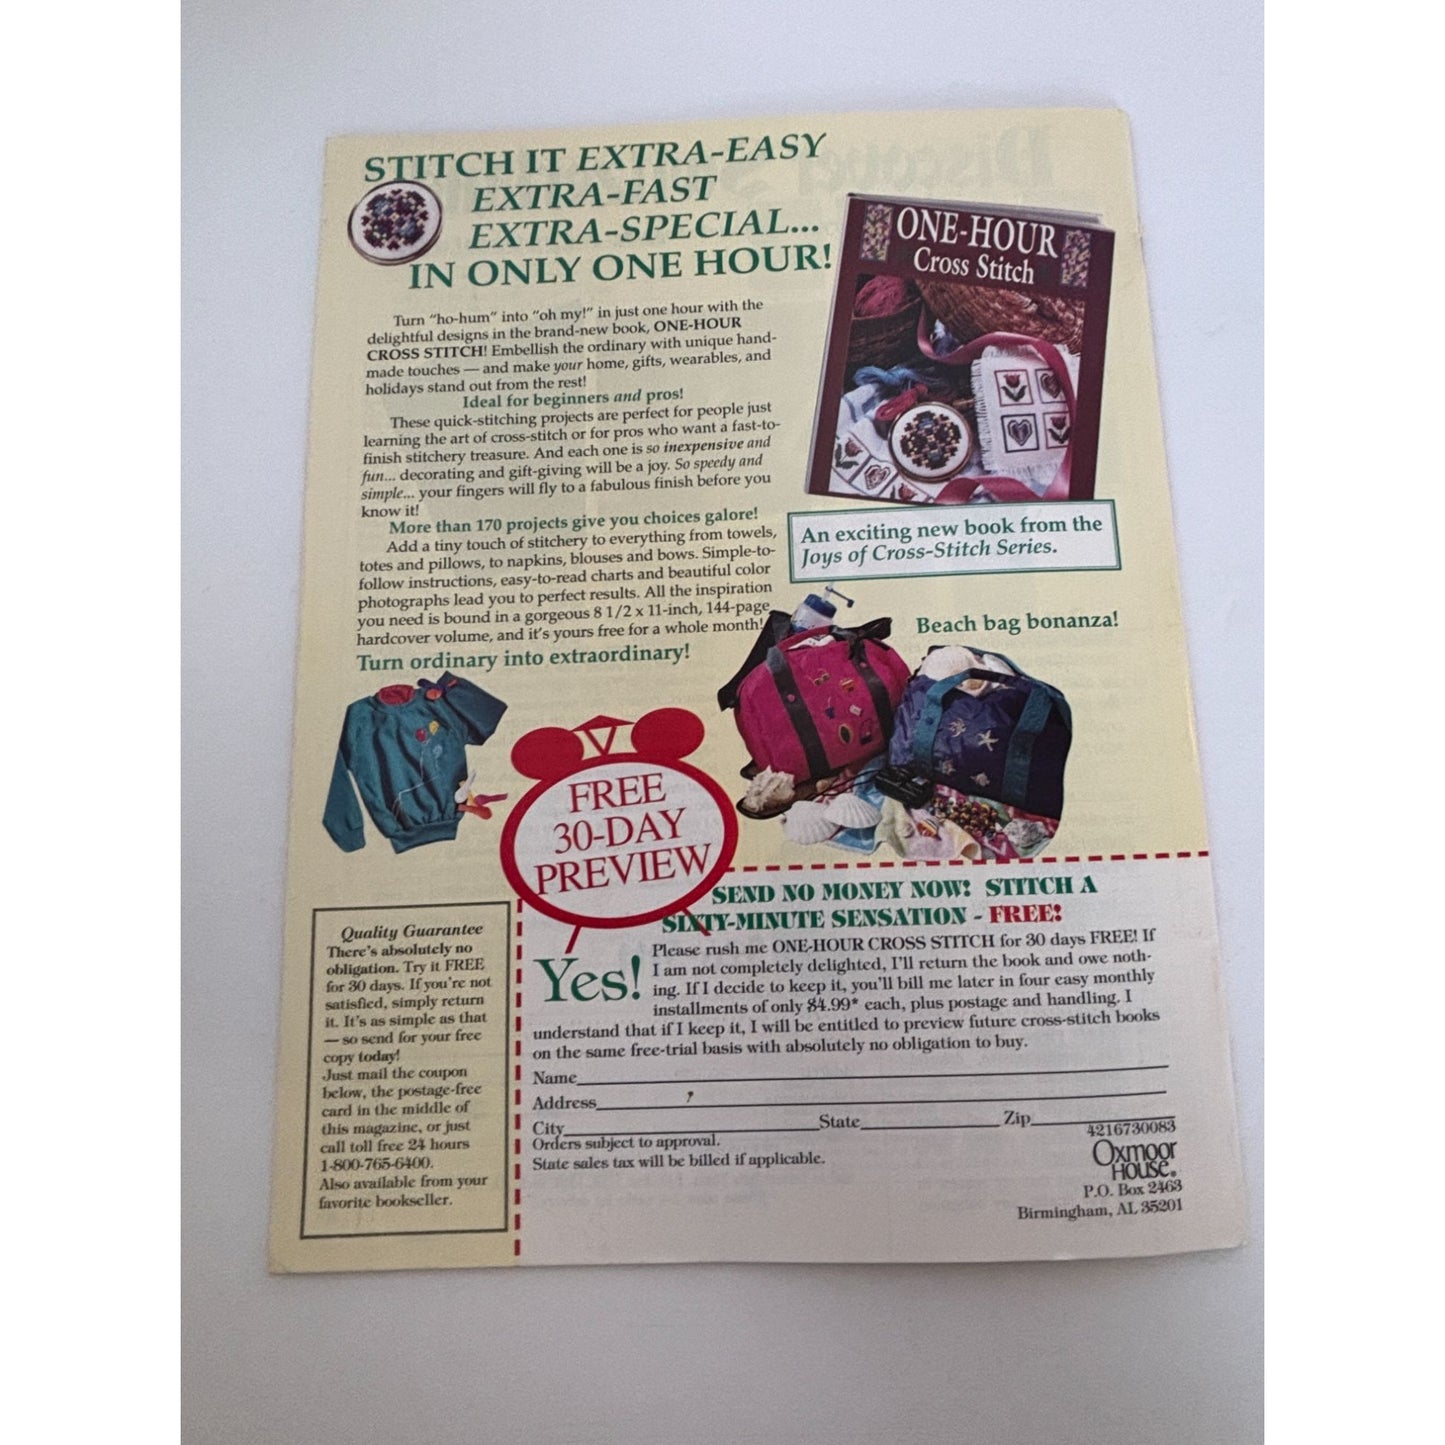 STITCH IT EXTRA-EASY
EXTRA-FAST
EXTRA-SPECIAL...
IN ONLY ONE HOUR!
Turn "ho-hum" into "oh my!" in just one hour with the
delightful designs in the brand-new book, ONE-HOUR
CROSS STITCH! Embellish the ordinary with unique hand-
made touches — and make your home, gifts, wearables, and
holidays stand out from the rest!
Ideal for beginners and pros!
These quick-stitching projects are perfect for people just
learning the art of cross-stitch or for pros who want a fast-to-
finish stitchery treasure. And each one is so inexpensive and
fun... decorating and gift-giving will be a joy. So speedy and
simple... your fingers will fly to a fabulous finish before you
know it!
More than 170 projects give you choices galore!
Add a tiny touch of stitchery to everything from towels,
totes and pillows, to napkins, blouses and bows. Simple-to-
follow instructions, easy-to-read charts and beautiful color
photographs lead you to perfect results. All the inspiration
you need is bound in a gorgeous 8 1/2 x 11-inch, 144-page
hardcover volume, and it's yours free for a whole month!
Turn ordinary into extraordinary!
ONE-HOUR
Cross Stitch
An exciting new book from the
Joys of Cross-Stitch Series.
Beach bag bonanza!
FREE
30-DAY
PREVIEW
Quality Guarantee
There's absolutely no
obligation. Try it FREE
for 30 days. If you're not
satisfied, simply return
it. It's as simple as that
— so send for your free
copy today!
Just mail the coupon
below, the postage-free
card in the middle of
this magazine, or just
call toll free 24 hours
1-800-765-6400.
Also available from your
favorite bookseller.
SEND NO MONEY NOW! STITCH A
SIXTY-MINUTE SENSATION - FREE!
Yes!
Please rush me ONE-HOUR CROSS STITCH for 30 days FREE! If
I am not completely delighted, I'll return the book and owe noth-
ing. If I decide to keep it, you'll bill me later in four easy monthly
installments of only $4.99* each, plus postage and handling. I
understand that if I keep it, I will be entitled to preview future cross-stitch books
on the same free-trial basis with absolutely no obligation to buy.
Name
Address
City State Zip
Orders subject to approval.
State sales tax will be billed if applicable.
4216730083
Oxmoor
House®
P.O. Box 2463
Birmingham, AL 35201